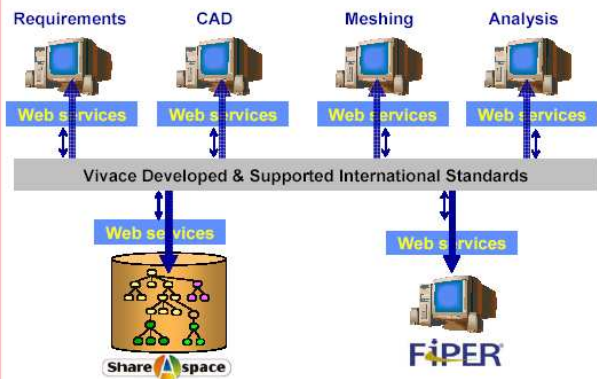 Requirements CAD Meshing Analysis
Web services Web services Web services Web services
Vivace Developed & Supported International Standards
Web services Web services
Share A space FiPER